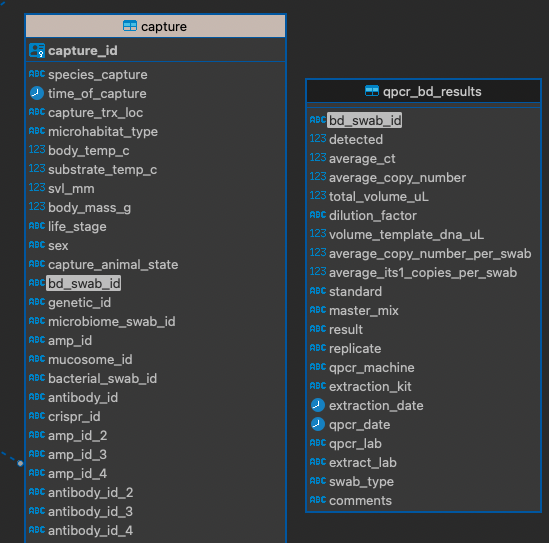 capture
capture_id
ABC species_capture
time_of_capture
ABC capture_trx_loc
ABC microhabitat_type
123 body_temp_c
123 substrate_temp_c
123 svl_mm
123 body_mass_g
ABC life_stage
ABC sex
ABC capture_animal_state
ABC bd_swab_id
ABC genetic_id
ABC microbiome_swab_id
ABC amp_id
ABC mucosome_id
ABC bacterial_swab_id
ABC antibody_id
ABC crispr_id
ABC amp_id_2
ABC amp_id_3
ABC amp_id_4
ABC antibody_id_2
ABC antibody_id_3
ABC antibody_id_4
qpcr_bd_results
ABC bd_swab_id
123 detected
123 average_ct
123 average_copy_number
123 total_volume_uL
ABC dilution_factor
123 volume_template_dna_uL
123 average_copy_number_per_swab
123 average_its1_copies_per_swab
ABC standard
ABC master_mix
ABC result
ABC replicate
ABC qpcr_machine
ABC extraction_kit
extraction_date
qpcr_date
ABC qpcr_lab
ABC extract_lab
ABC swab_type
ABC comments